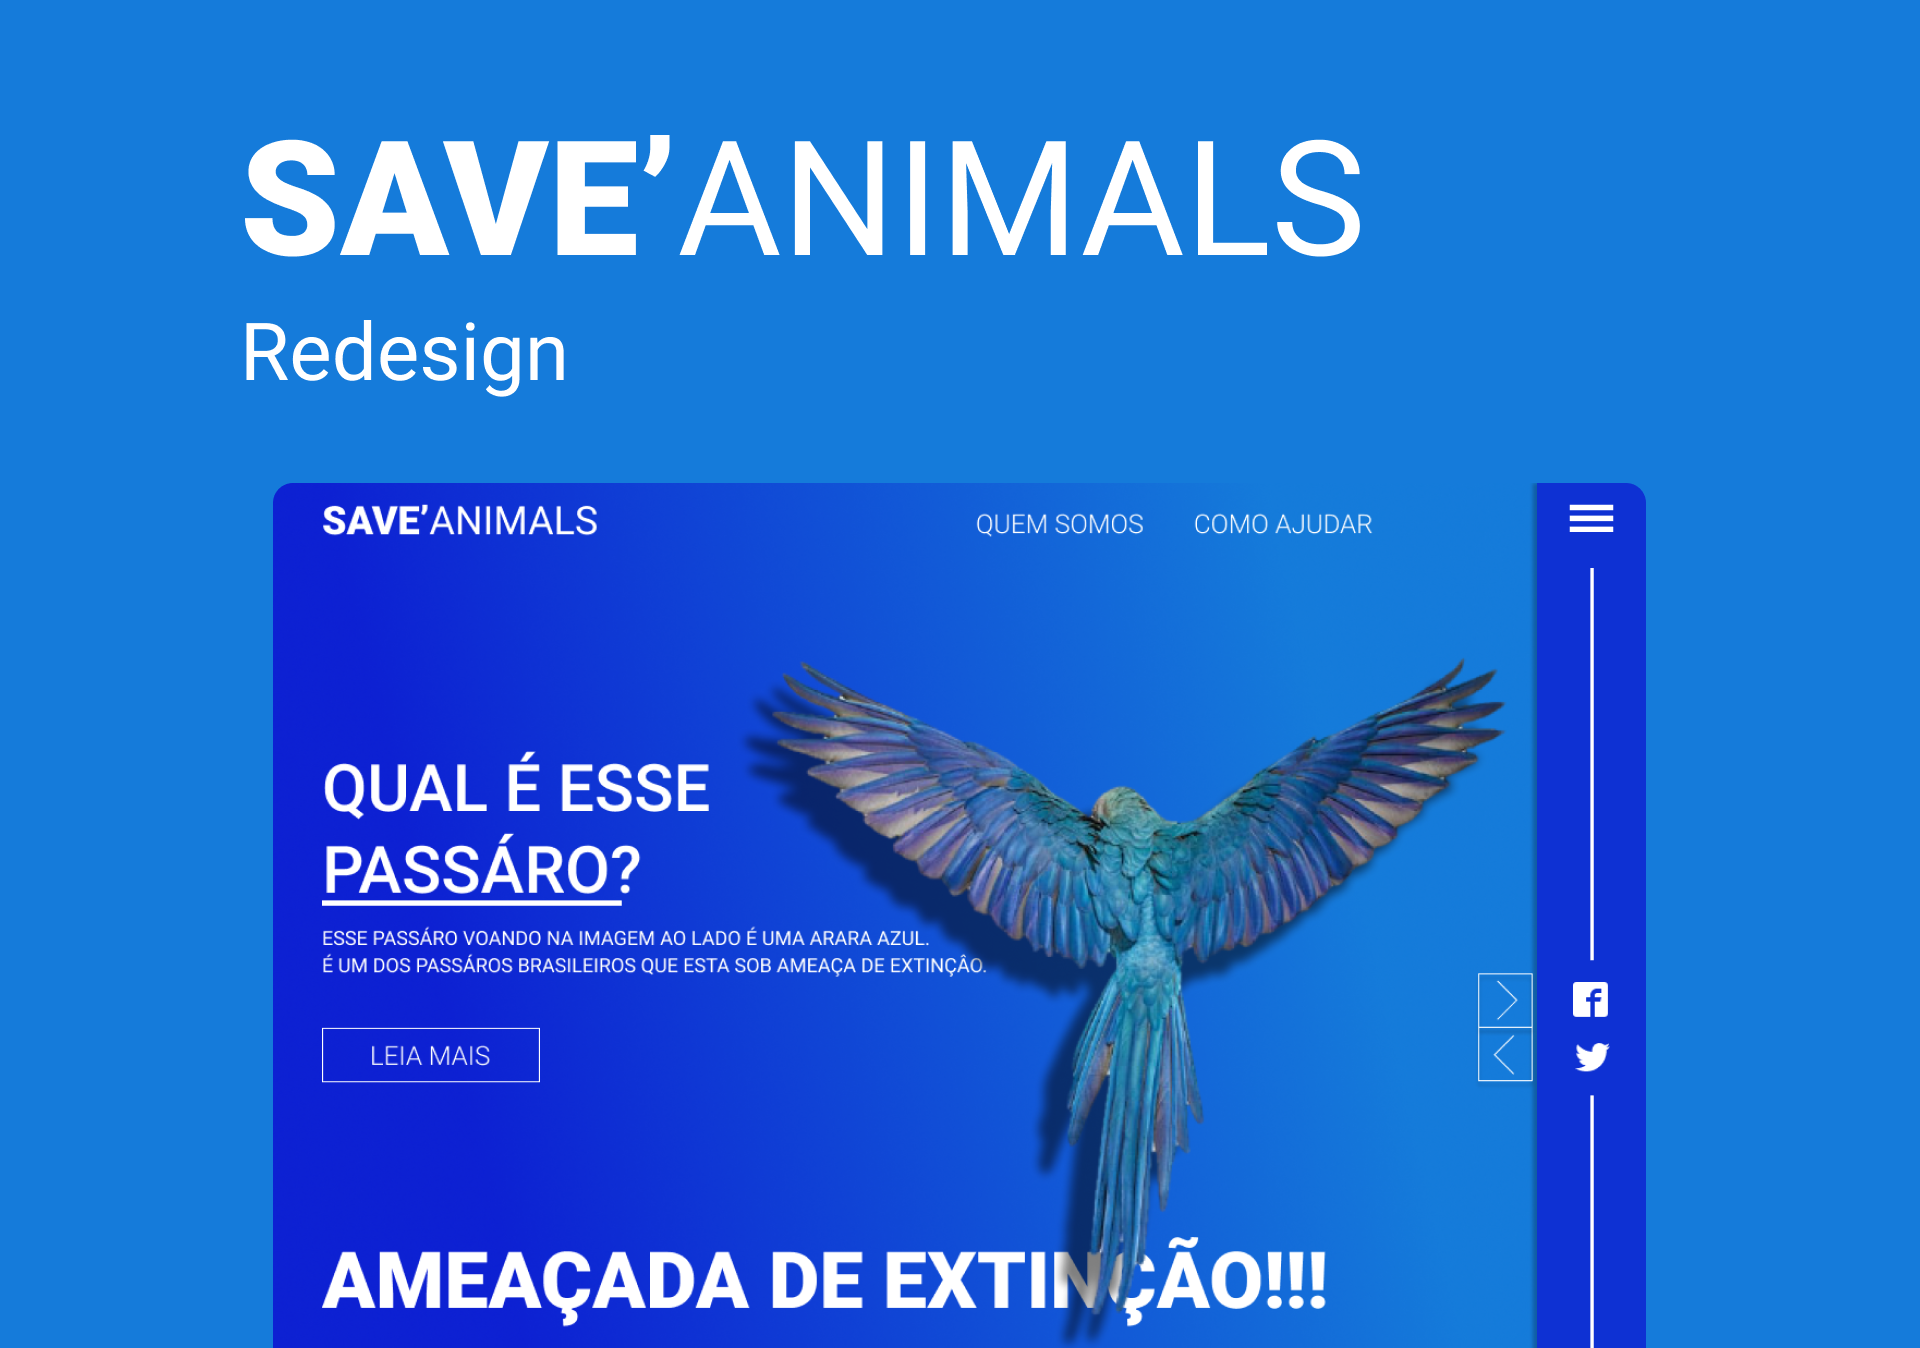 SAVE’ANIMALS
Redesign
SAVE’ANIMALS
QUEM SOMOS
COMO AJUDAR
QUAL É ESSE
PASSÁRO?
ESSE PASSÁRO VOANDO NA IMAGEM AO LADO É UMA ARARA AZUL.
É UM DOS PASSÁROS BRASILEIROS QUE ESTA SOB AMEAÇA DE EXTINÇÂO.
LEIA MAIS
AMEAÇADA DE EXTINÇÃO!!!